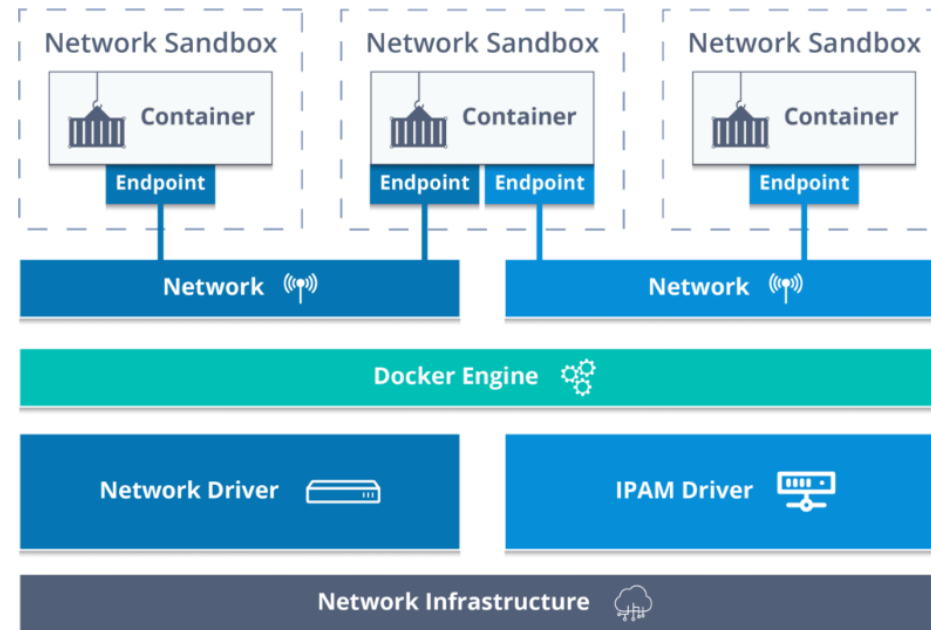 Network Sandbox
Network Sandbox
Network Sandbox
Container
Container
Container
Endpoint
Endpoint
Endpoint
Endpoint
Network
Network
Docker Engine
Network Driver
IPAM Driver
Network Infrastructure